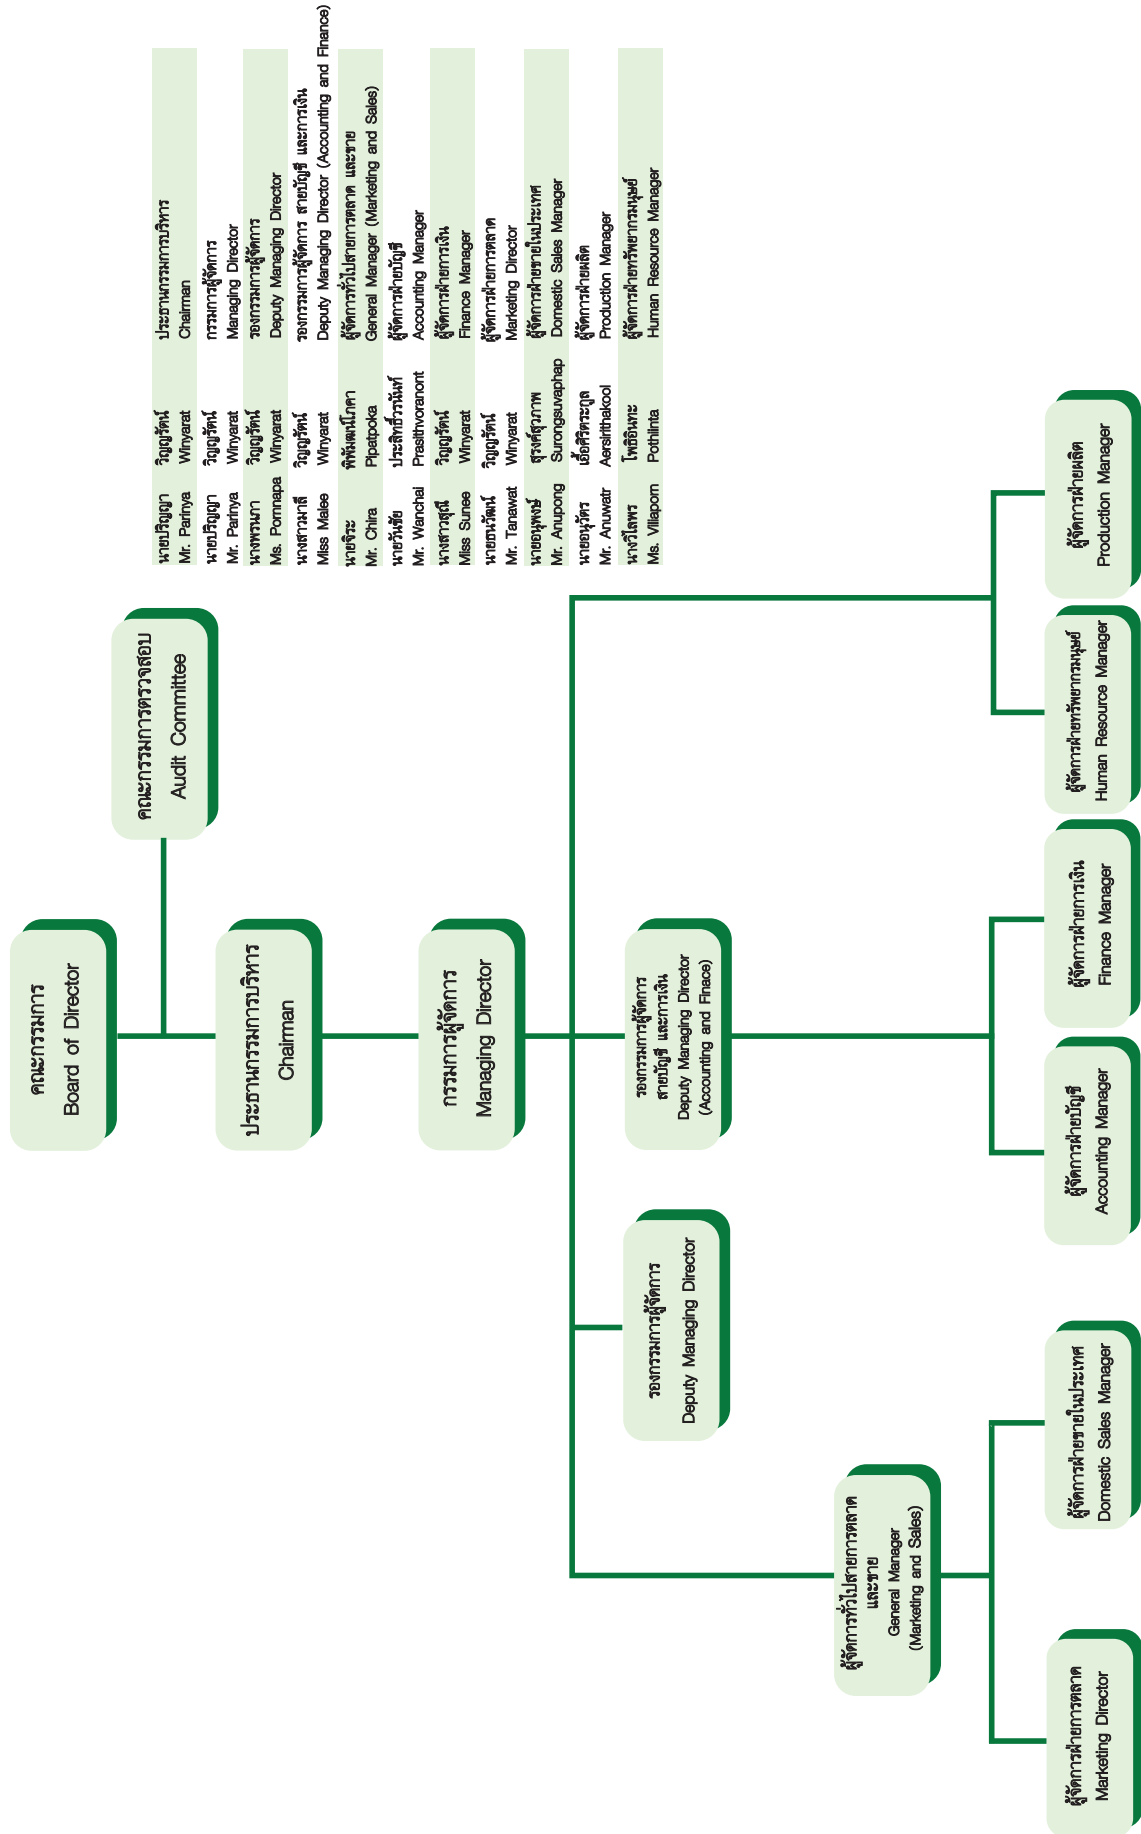 คณะกรรมการ
Board of Director
คณะกรรมการตรวจสอบ
Audit Committee
ประธานกรรมการบริหาร
Chairman
กรรมการผู้จัดการ
Managing Director
รองกรรมการผู้จัดการ
Deputy Managing Director
รองกรรมการผู้จัดการ
สายบัญชี และการเงิน
Deputy Managing Director
(Accounting and Finace)
ผู้จัดการทั่วไปสายการตลาด
และขาย
General Manager
(Marketing and Sales)
ผู้จัดการฝ่ายการตลาด
Marketing Director
ผู้จัดการฝ่ายขายในประเทศ
Domestic Sales Manager
ผู้จัดการฝ่ายบัญชี
Accounting Manager
ผู้จัดการฝ่ายการเงิน
Finance Manager
ผู้จัดการฝ่ายทรัพยากรมนุษย์
Human Resource Manager
ผู้จัดการฝ่ายผลิต
Production Manager
นายปริญญา วิญญรัตน์ ประธานกรรมการบริหาร
Mr. Parinya Winyarat Chairman
นายปริญญา วิญญรัตน์ กรรมการผู้จัดการ
Mr. Parinya Winyarat Managing Director
นางพรนภา วิญญรัตน์ รองกรรมการผู้จัดการ
Ms. Pornnapa Winyarat Deputy Managing Director
นางสาวมาลี วิญญรัตน์ รองกรรมการผู้จัดการ สายบัญชี และการเงิน
Miss Malee Winyarat Deputy Managing Director (Accounting and Finance)
นายจิระ พิพัฒน์โภคา ผู้จัดการทั่วไปสายการตลาด และขาย
Mr. Chira Pipatpoka General Manager (Marketing and Sales)
นายวันชัย ประสิทธิ์วรนันท์ ผู้จัดการฝ่ายบัญชี
Mr. Wanchai Prasithvoranont Accounting Manager
นางสาวสุณี วิญญรัตน์ ผู้จัดการฝ่ายการเงิน
Miss Sunee Winyarat Finance Manager
นายธนวัฒน์ วิญญรัตน์ ผู้จัดการฝ่ายการตลาด
Mr. Tanawat Winyarat Marketing Director
นายอนุพงษ์ สุรงค์สุวภาพ ผู้จัดการฝ่ายขายในประเทศ
Mr. Anupong Surongsuvaphap Domestic Sales Manager
นายอนุวัตร เอื้อศิริตระกูล ผู้จัดการฝ่ายผลิต
Mr. Anuwatr Aersirithakool Production Manager
นางวิไลพร โพธิอินทะ ผู้จัดการฝ่ายทรัพยากรมนุษย์
Ms. Villaporn Pothiinta Human Resource Manager